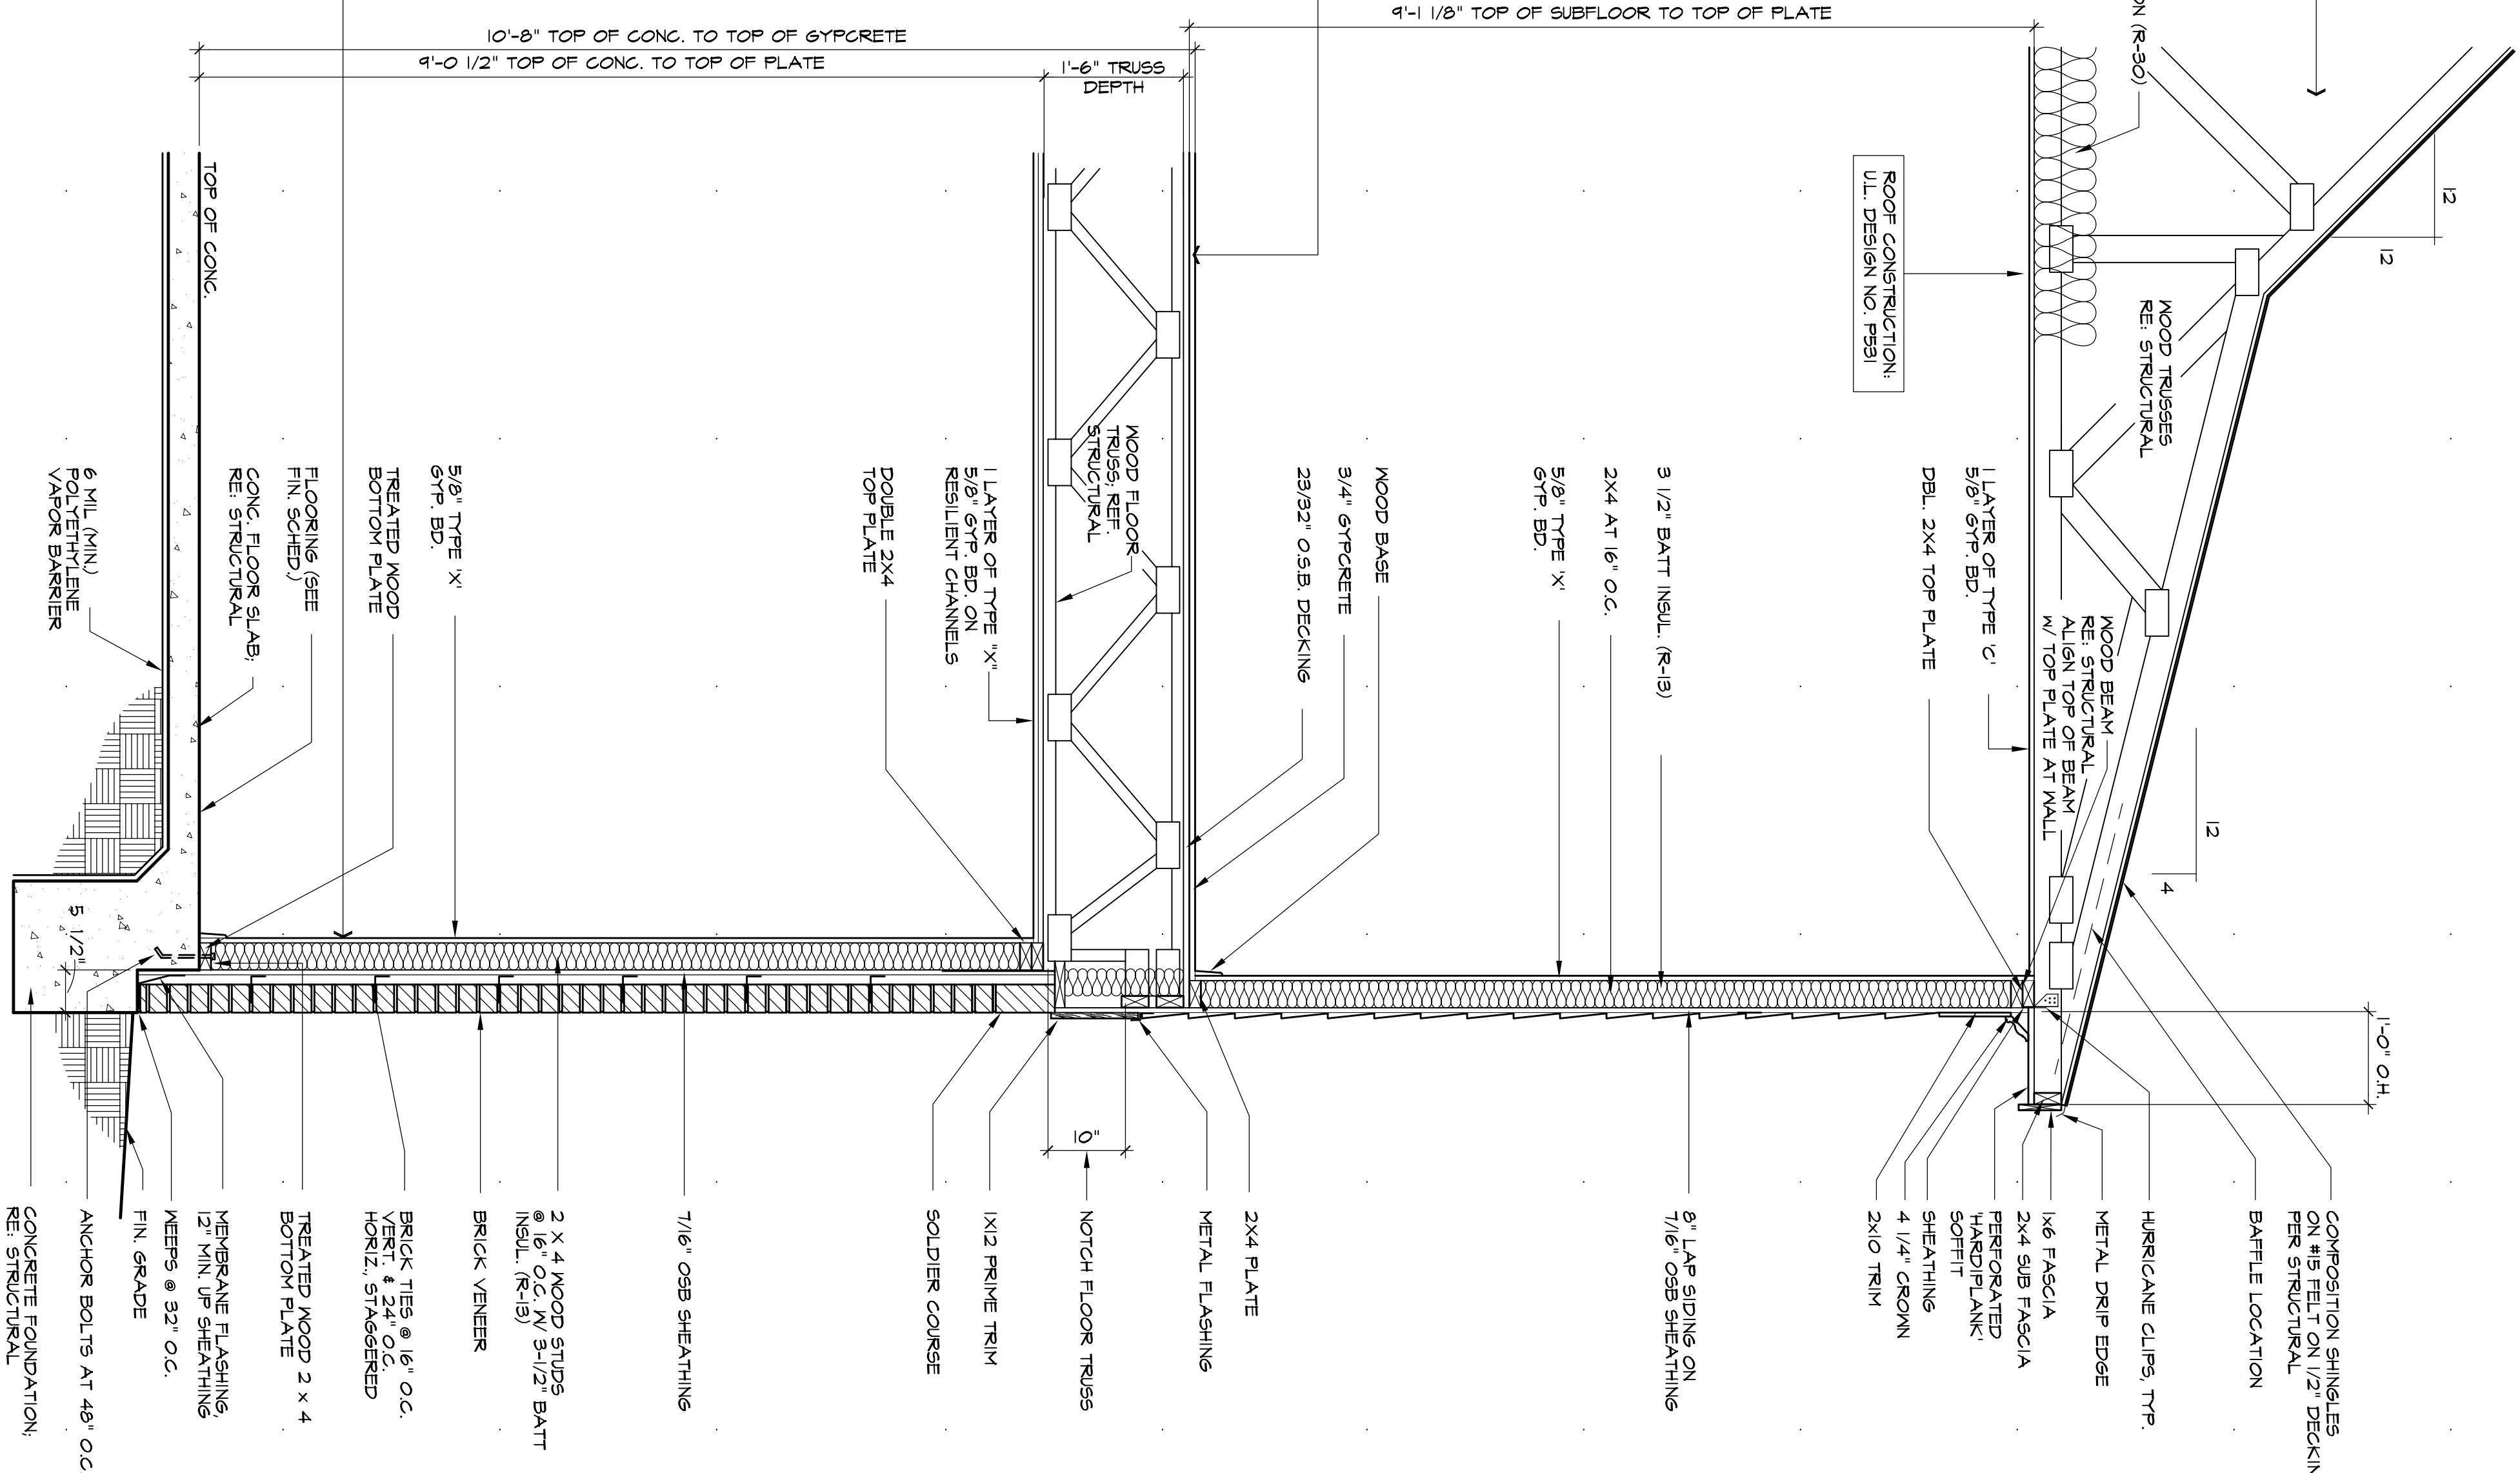 10'-8" TOP OF CONC. TO TOP OF GYPCRETE
9'-0 1/2" TOP OF CONC. TO TOP OF PLATE
1'-6" TRUSS
DEPTH
9'-1 1/8" TOP OF SUBFLOOR TO TOP OF PLATE
(R-30)
12
12
ROOF CONSTRUCTION:
U.L. DESIGN NO. P531
WOOD TRUSSES
RE: STRUCTURAL
12
4
WOOD BEAM
RE: STRUCTURAL
ALIGN TOP OF BEAM
W/ TOP PLATE AT WALL
1 LAYER OF TYPE 'C'
5/8" GYP. BD.
DBL. 2X4 TOP PLATE
3 1/2" BATT INSUL. (R-13)
2X4 AT 16" O.C.
5/8" TYPE 'X'
GYP. BD.
WOOD BASE
3/4" GYPCRETE
23/32" O.S.B. DECKING
WOOD FLOOR
TRUSS; REF.
STRUCTURAL
1 LAYER OF TYPE "X"
5/8" GYP. BD. ON
RESILIENT CHANNELS
DOUBLE 2X4
TOP PLATE
5/8" TYPE 'X'
GYP. BD.
TREATED WOOD
BOTTOM PLATE
FLOORING (SEE
FIN. SCHED.)
CONC. FLOOR SLAB;
RE: STRUCTURAL
TOP OF CONC.
6 MIL (MIN.)
POLYETHYLENE
VAPOR BARRIER
5 1/2"
10"
1'-0" O.H.
COMPOSITION SHINGLES
ON #15 FELT ON 1/2"
PER STRUCTURAL
BAFFLE LOCATION
HURRICANE CLIPS, TYP.
METAL DRIP EDGE
1x6 FASCIA
2x4 SUB FASCIA
PERFORATED
'HARDIPLANK'
SOFFIT
SHEATHING
4 1/4" CROWN
2x10 TRIM
8" LAP SIDING ON
7/16" OSB SHEATHING
2X4 PLATE
METAL FLASHING
NOTCH FLOOR TRUSS
1X12 PRIME TRIM
SOLDIER COURSE
7/16" OSB SHEATHING
2 X 4 WOOD STUDS
@ 16" O.C. W/ 3-1/2" BATT
INSUL. (R-13)
BRICK VENEER
BRICK TIES @ 16" O.C.
VERT. & 24" O.C.
HORIZ., STAGGERED
TREATED WOOD 2 x 4
BOTTOM PLATE
MEMBRANE FLASHING,
12" MIN. UP SHEATHING
WEEPS @ 32" O.C.
FIN. GRADE
ANCHOR BOLTS AT 48" O.C.
CONCRETE FOUNDATION;
RE: STRUCTURAL